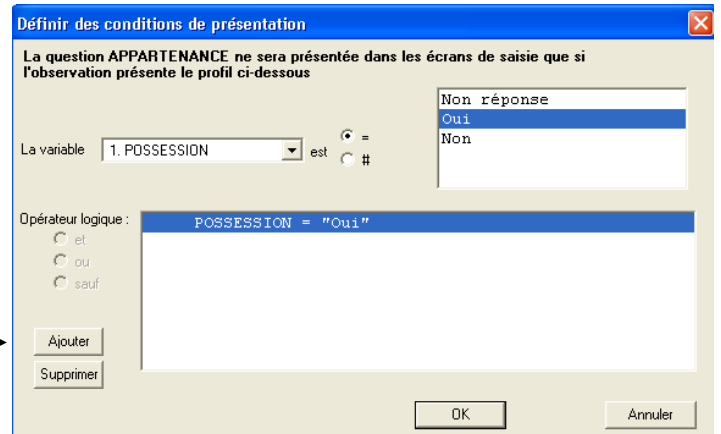 Définir des conditions de présentation
La question APPARTENANCE ne sera présentée dans les écrans de saisie que si
l'observation présente le profil ci-dessous
Non réponse
Oui
Non
La variable 1. POSSESSION est =
#
Opérateur logique :
et
ou
sauf
POSSESSION = "Oui"
Ajouter
Supprimer
OK Annuler